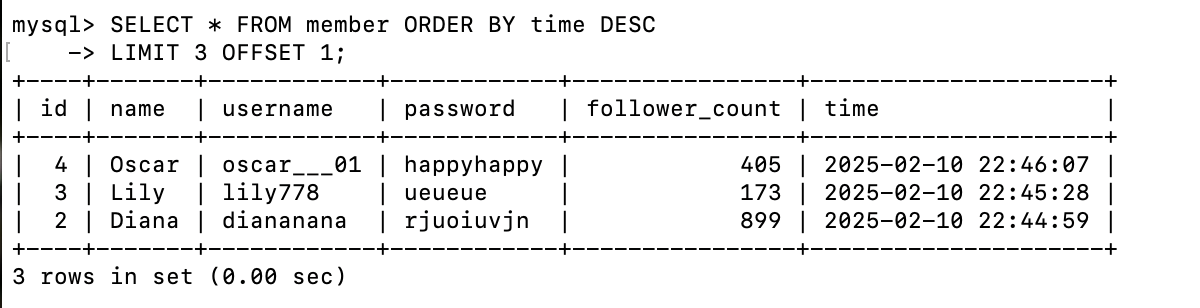 mysql> SELECT * FROM member ORDER BY time DESC
[    -> LIMIT 3 OFFSET 1;
+----+-------+------------+------------+----------------+---------------------+
| id | name  | username   | password   | follower_count | time                |
+----+-------+------------+------------+----------------+---------------------+
|  4 | Oscar | oscar___01 | happyhappy |            405 | 2025-02-10 22:46:07 |
|  3 | Lily  | lily778    | ueueue     |            173 | 2025-02-10 22:45:28 |
|  2 | Diana | diananana  | rjuoiuvjn  |            899 | 2025-02-10 22:44:59 |
+----+-------+------------+------------+----------------+---------------------+
3 rows in set (0.00 sec)